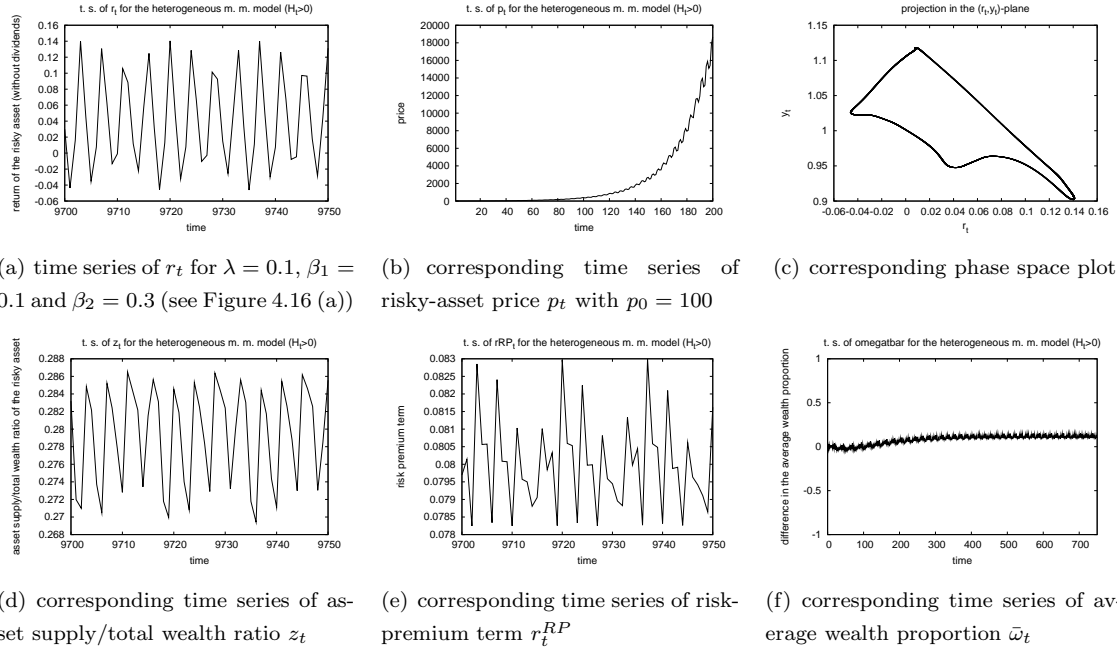 t. s. of r_t for the heterogeneous m. m. model (H_t>0)
return of the risky asset (without dividends)
0.16
0.14
0.12
0.1
0.08
0.06
0.04
0.02
0
-0.02
-0.04
-0.06
9700 9710 9720 9730 9740 9750
time
t. s. of p_t for the heterogeneous m. m. model (H_t>0)
price
20000
18000
16000
14000
12000
10000
8000
6000
4000
2000
0
20 40 60 80 100 120 140 160 180 200
time
projection in the (r_t,y_t)-plane
y_t
1.15
1.1
1.05
1
0.95
0.9
-0.06 -0.04 -0.02 0 0.02 0.04 0.06 0.08 0.1 0.12 0.14 0.16
r_t
(a) time series of r_t for λ = 0.1, β_1 =
0.1 and β_2 = 0.3 (see Figure 4.16 (a))
(b) corresponding time series of
risky-asset price p_t with p_0 = 100
(c) corresponding phase space plot
t. s. of z_t for the heterogeneous m. m. model (H_t>0)
asset supply/total wealth ratio of the risky asset
0.288
0.286
0.284
0.282
0.28
0.278
0.276
0.274
0.272
0.27
0.268
9700 9710 9720 9730 9740 9750
time
t. s. of rRP_t for the heterogeneous m. m. model (H_t>0)
risk premium term
0.083
0.0825
0.082
0.0815
0.081
0.0805
0.08
0.0795
0.079
0.0785
0.078
9700 9710 9720 9730 9740 9750
time
t. s. of omegatbar for the heterogeneous m. m. model (H_t>0)
difference in the average wealth proportion
1
0.5
0
-0.5
-1
0 100 200 300 400 500 600 700
time
(d) corresponding time series of as-
set supply/total wealth ratio z_t
(e) corresponding time series of risk-
premium term r_t^{RP}
(f) corresponding time series of av-
erage wealth proportion ω̄_t